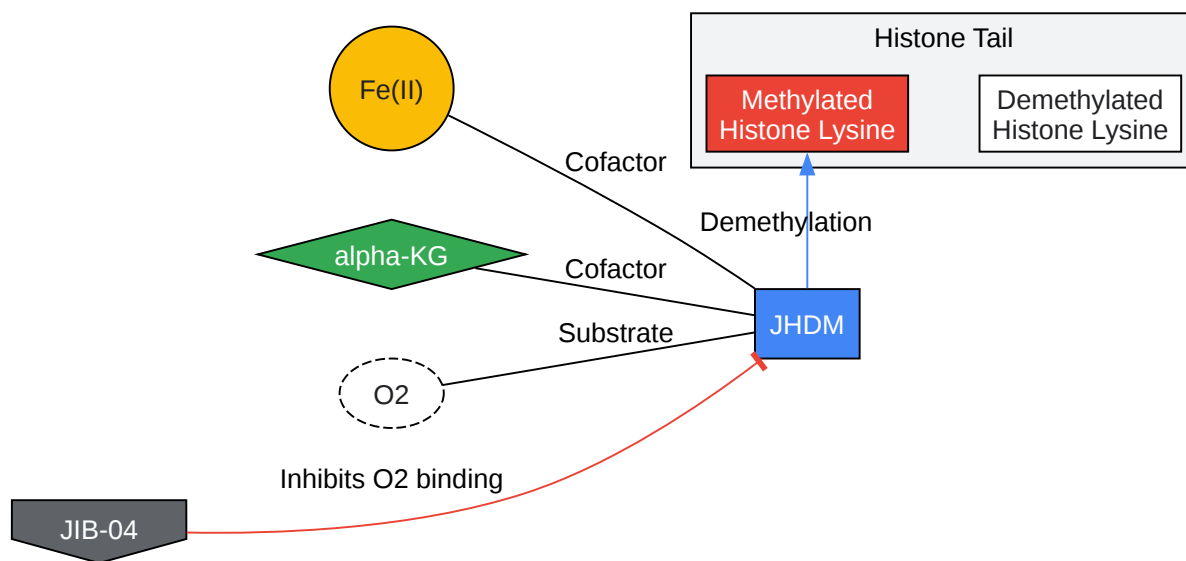 Histone Tail
Fe(II)
Methylated
Histone Lysine
Demethylated
Histone Lysine
Cofactor
Demethylation
alpha-KG
Cofactor
JHDM
Substrate
O2
Inhibits O2 binding
JIB-04